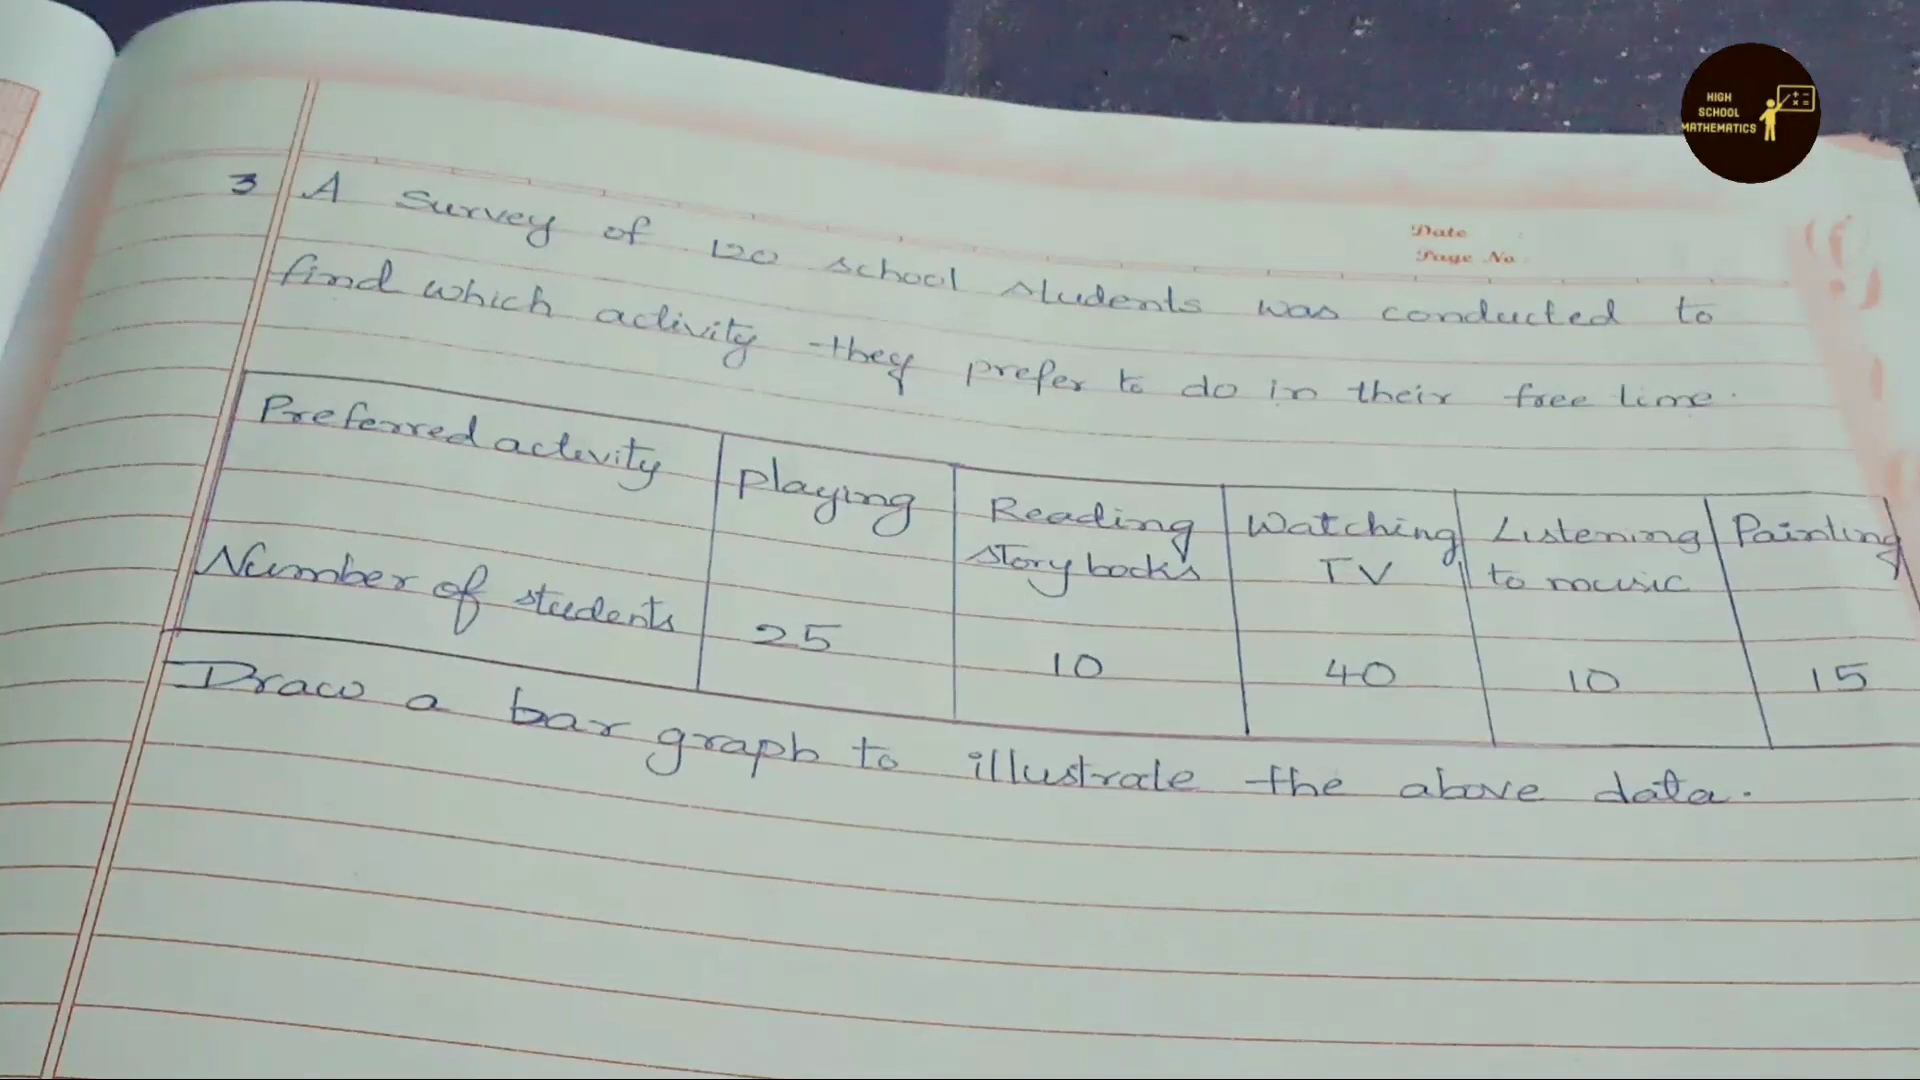 HIGH
SCHOOL
MATHEMATICS
Date
Page No
3 A Survey of 120 school students was conducted to
find which activity they prefer to do in their free time.
Preferred activity playing Reading story books Watching TV Listening to music Painting
Number of students 25 10 40 10 15
Draw a bar graph to illustrate the above data.